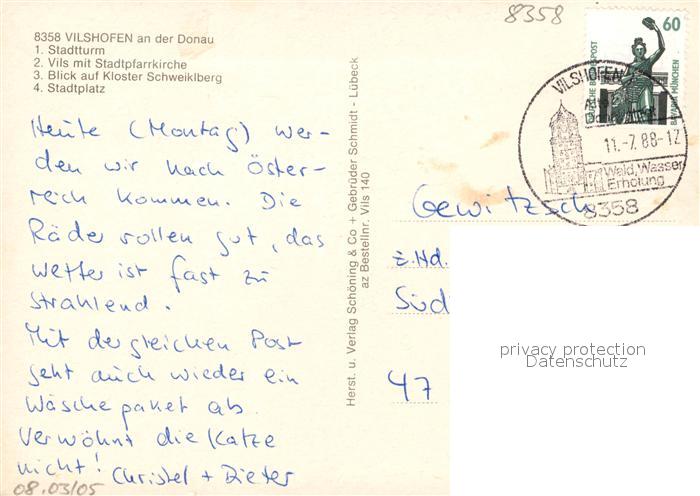 8358
8358 VILSHOFEN an der Donau
1. Stadtturm
2. Vils mit Stadtpfarrkirche
3. Blick auf Kloster Schweiklberg
4. Stadtplatz
60
DEUTSCHE BUNDESPOST
BAVARIA MÜNCHEN
VILSHOFEN
11.-7.88-12
Wald, Wasser
Erholung
8358
Heute (Montag) wer-
den wir nach Öster-
reich kommen. Die
Räder rollen gut, das
Wetter ist fast zu
strahlend.
Mit der gleichen Post
geht auch wieder ein
Wäschepaket ab.
Verwöhnt die Katze
nicht! Christel + Dieter
08.03/05
Herst. u. Verlag Schöning & Co + Gebrüder Schmidt - Lübeck
az Bestellnr. Vils 140
Gewitzsch
z.Hd.
Süd
47
privacy protection
Datenschutz